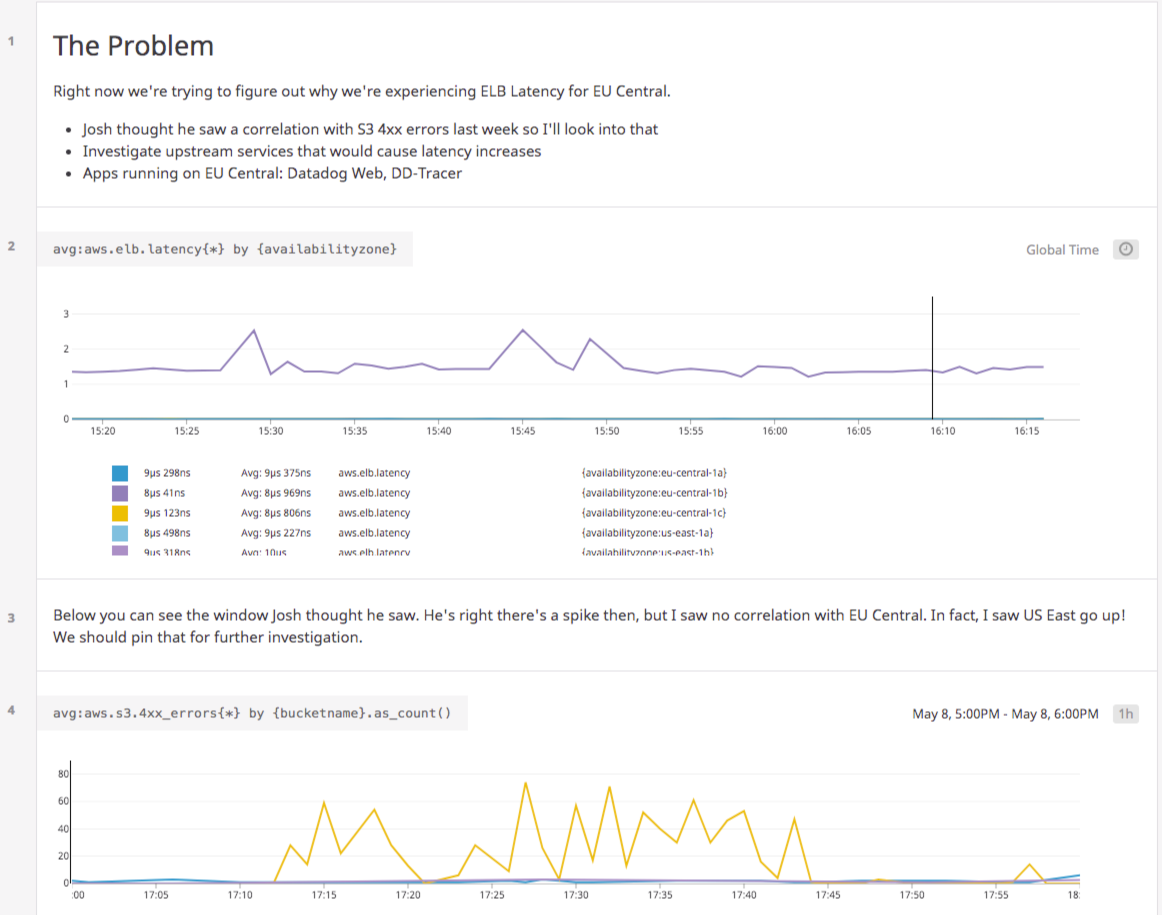 1
The Problem
Right now we're trying to figure out why we're experiencing ELB Latency for EU Central.
• Josh thought he saw a correlation with S3 4xx errors last week so I'll look into that
• Investigate upstream services that would cause latency increases
• Apps running on EU Central: Datadog Web, DD-Tracer
2
avg:aws.elb.latency{*} by {availabilityzone}
Global Time
3
2
1
0
15:20 15:25 15:30 15:35 15:40 15:45 15:50 15:55 16:00 16:05 16:10 16:15
9µs 298ns Avg: 9µs 375ns aws.elb.latency {availabilityzone:eu-central-1a}
8µs 41ns Avg: 8µs 969ns aws.elb.latency {availabilityzone:eu-central-1b}
9µs 123ns Avg: 8µs 806ns aws.elb.latency {availabilityzone:eu-central-1c}
8µs 498ns Avg: 9µs 227ns aws.elb.latency {availabilityzone:us-east-1a}
9µs 318ns Avg: 10µs aws.elb.latency {availabilityzone:us-east-1b}
3
Below you can see the window Josh thought he saw. He's right there's a spike then, but I saw no correlation with EU Central. In fact, I saw US East go up!
We should pin that for further investigation.
4
avg:aws.s3.4xx_errors{*} by {bucketname}.as_count()
May 8, 5:00PM - May 8, 6:00PM 1h
80
60
40
20
0
:00 17:05 17:10 17:15 17:20 17:25 17:30 17:35 17:40 17:45 17:50 17:55 18: